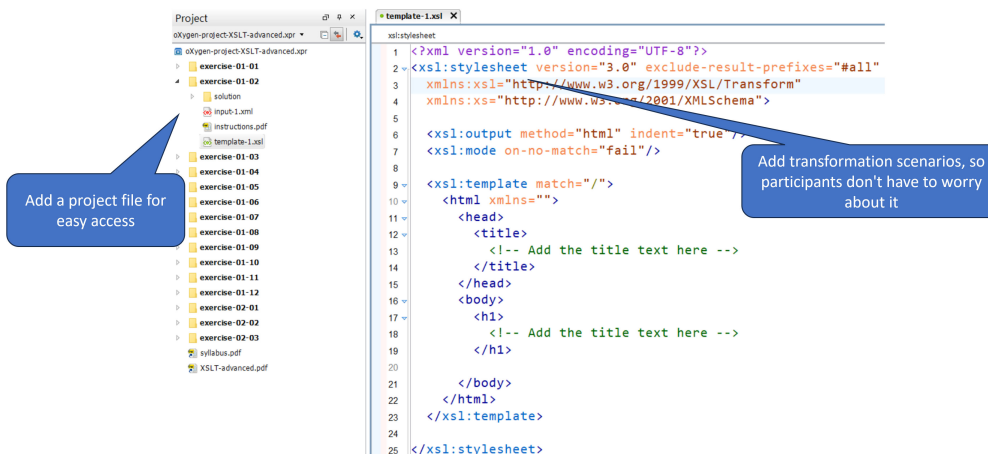 Project
oXygen-project-XSLT-advanced.xpr
oXygen-project-XSLT-advanced.xpr
exercise-01-01
exercise-01-02
solution
input-1.xml
instructions.pdf
template-1.xsl
exercise-01-03
exercise-01-04
exercise-01-05
exercise-01-06
exercise-01-07
exercise-01-08
exercise-01-09
exercise-01-10
exercise-01-11
exercise-01-12
exercise-02-01
exercise-02-02
exercise-02-03
syllabus.pdf
XSLT-advanced.pdf
Add a project file for
easy access
template-1.xsl
xsl:stylesheet
1 <?xml version="1.0" encoding="UTF-8"?>
2 <xsl:stylesheet version="3.0" exclude-result-prefixes="#all"
3 xmlns:xsl="http://www.w3.org/1999/XSL/Transform"
4 xmlns:xs="http://www.w3.org/2001/XMLSchema">
5
6 <xsl:output method="html" indent="true"/>
7 <xsl:mode on-no-match="fail"/>
8
9 <xsl:template match="/">
10 <html xmlns="">
11 <head>
12 <title>
13 <!-- Add the title text here -->
14 </title>
15 </head>
16 <body>
17 <h1>
18 <!-- Add the title text here -->
19 </h1>
20
21 </body>
22 </html>
23 </xsl:template>
24
25 </xsl:stylesheet>
Add transformation scenarios, so
participants don't have to worry
about it